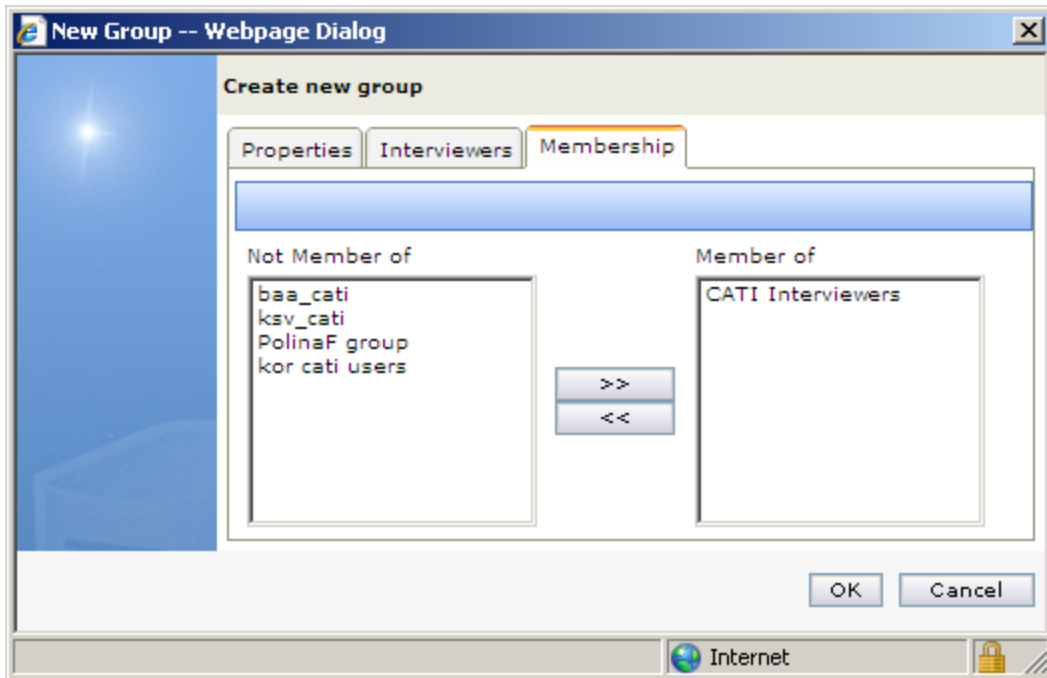 New Group -- Webpage Dialog
Create new group
Properties Interviewers Membership
Not Member of
baa_cati
ksv_cati
PolinaF group
kor cati users
>>
<<
Member of
CATI Interviewers
OK Cancel
Internet